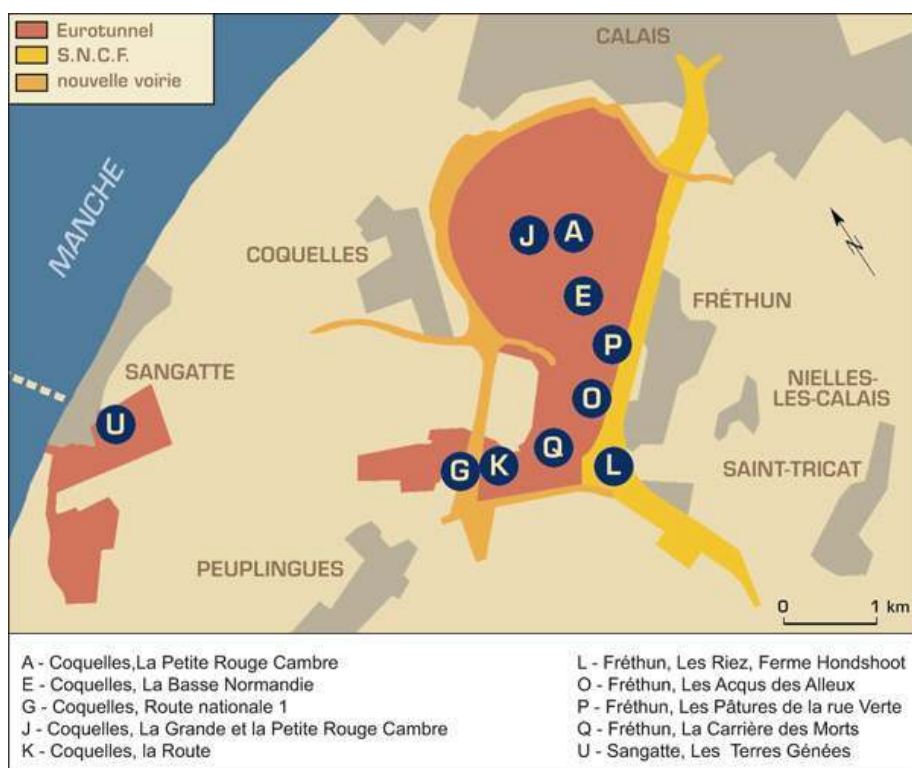 Eurotunnel
S.N.C.F.
nouvelle voirie
CALAIS
MANCHE
COQUELLES
J
A
E
FRÉTHUN
P
N
SANGATTE
NIELLES-
LES-CALAIS
O
U
Q
SAINT-TRICAT
G
K
L
PEUPLINGUES
0 1 km
A - Coquelles,La Petite Rouge Cambre
E - Coquelles, La Basse Normandie
G - Coquelles, Route nationale 1
J - Coquelles, La Grande et la Petite Rouge Cambre
K - Coquelles, la Route
L - Fréthun, Les Riez, Ferme Hondshoot
O - Fréthun, Les Acqus des Alleux
P - Fréthun, Les Pâtures de la rue Verte
Q - Fréthun, La Carrière des Morts
U - Sangatte, Les Terres Génées